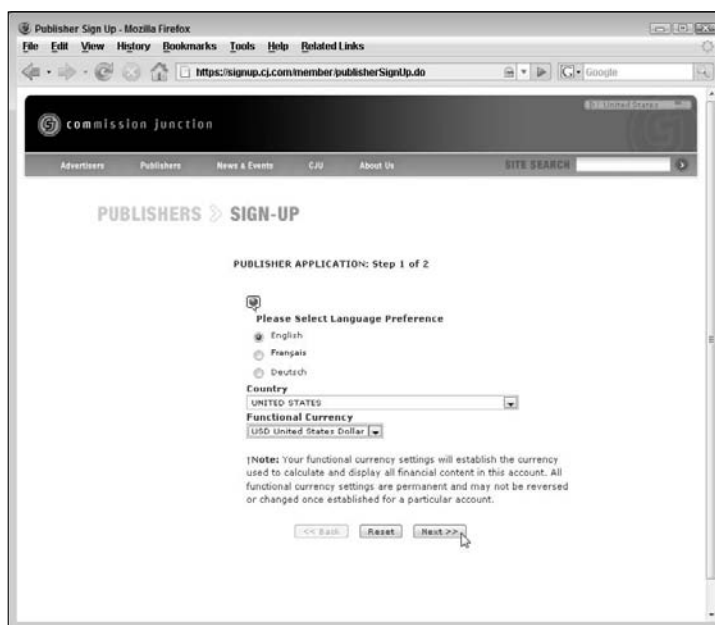 Publisher Sign Up - Mozilla Firefox
File Edit View History Bookmarks Tools Help Related Links
https://signup.cj.com/member/publisherSignUp.do Google
United States
commission junction
Advertisers Publishers News & Events CJU About Us SITE SEARCH
PUBLISHERS SIGN-UP
PUBLISHER APPLICATION: Step 1 of 2
Please Select Language Preference
English
Français
Deutsch
Country
UNITED STATES
Functional Currency
USD United States Dollar
†Note: Your functional currency settings will establish the currency
used to calculate and display all financial content in this account. All
functional currency settings are permanent and may not be reversed
or changed once established for a particular account.
<< Back Reset Next >>